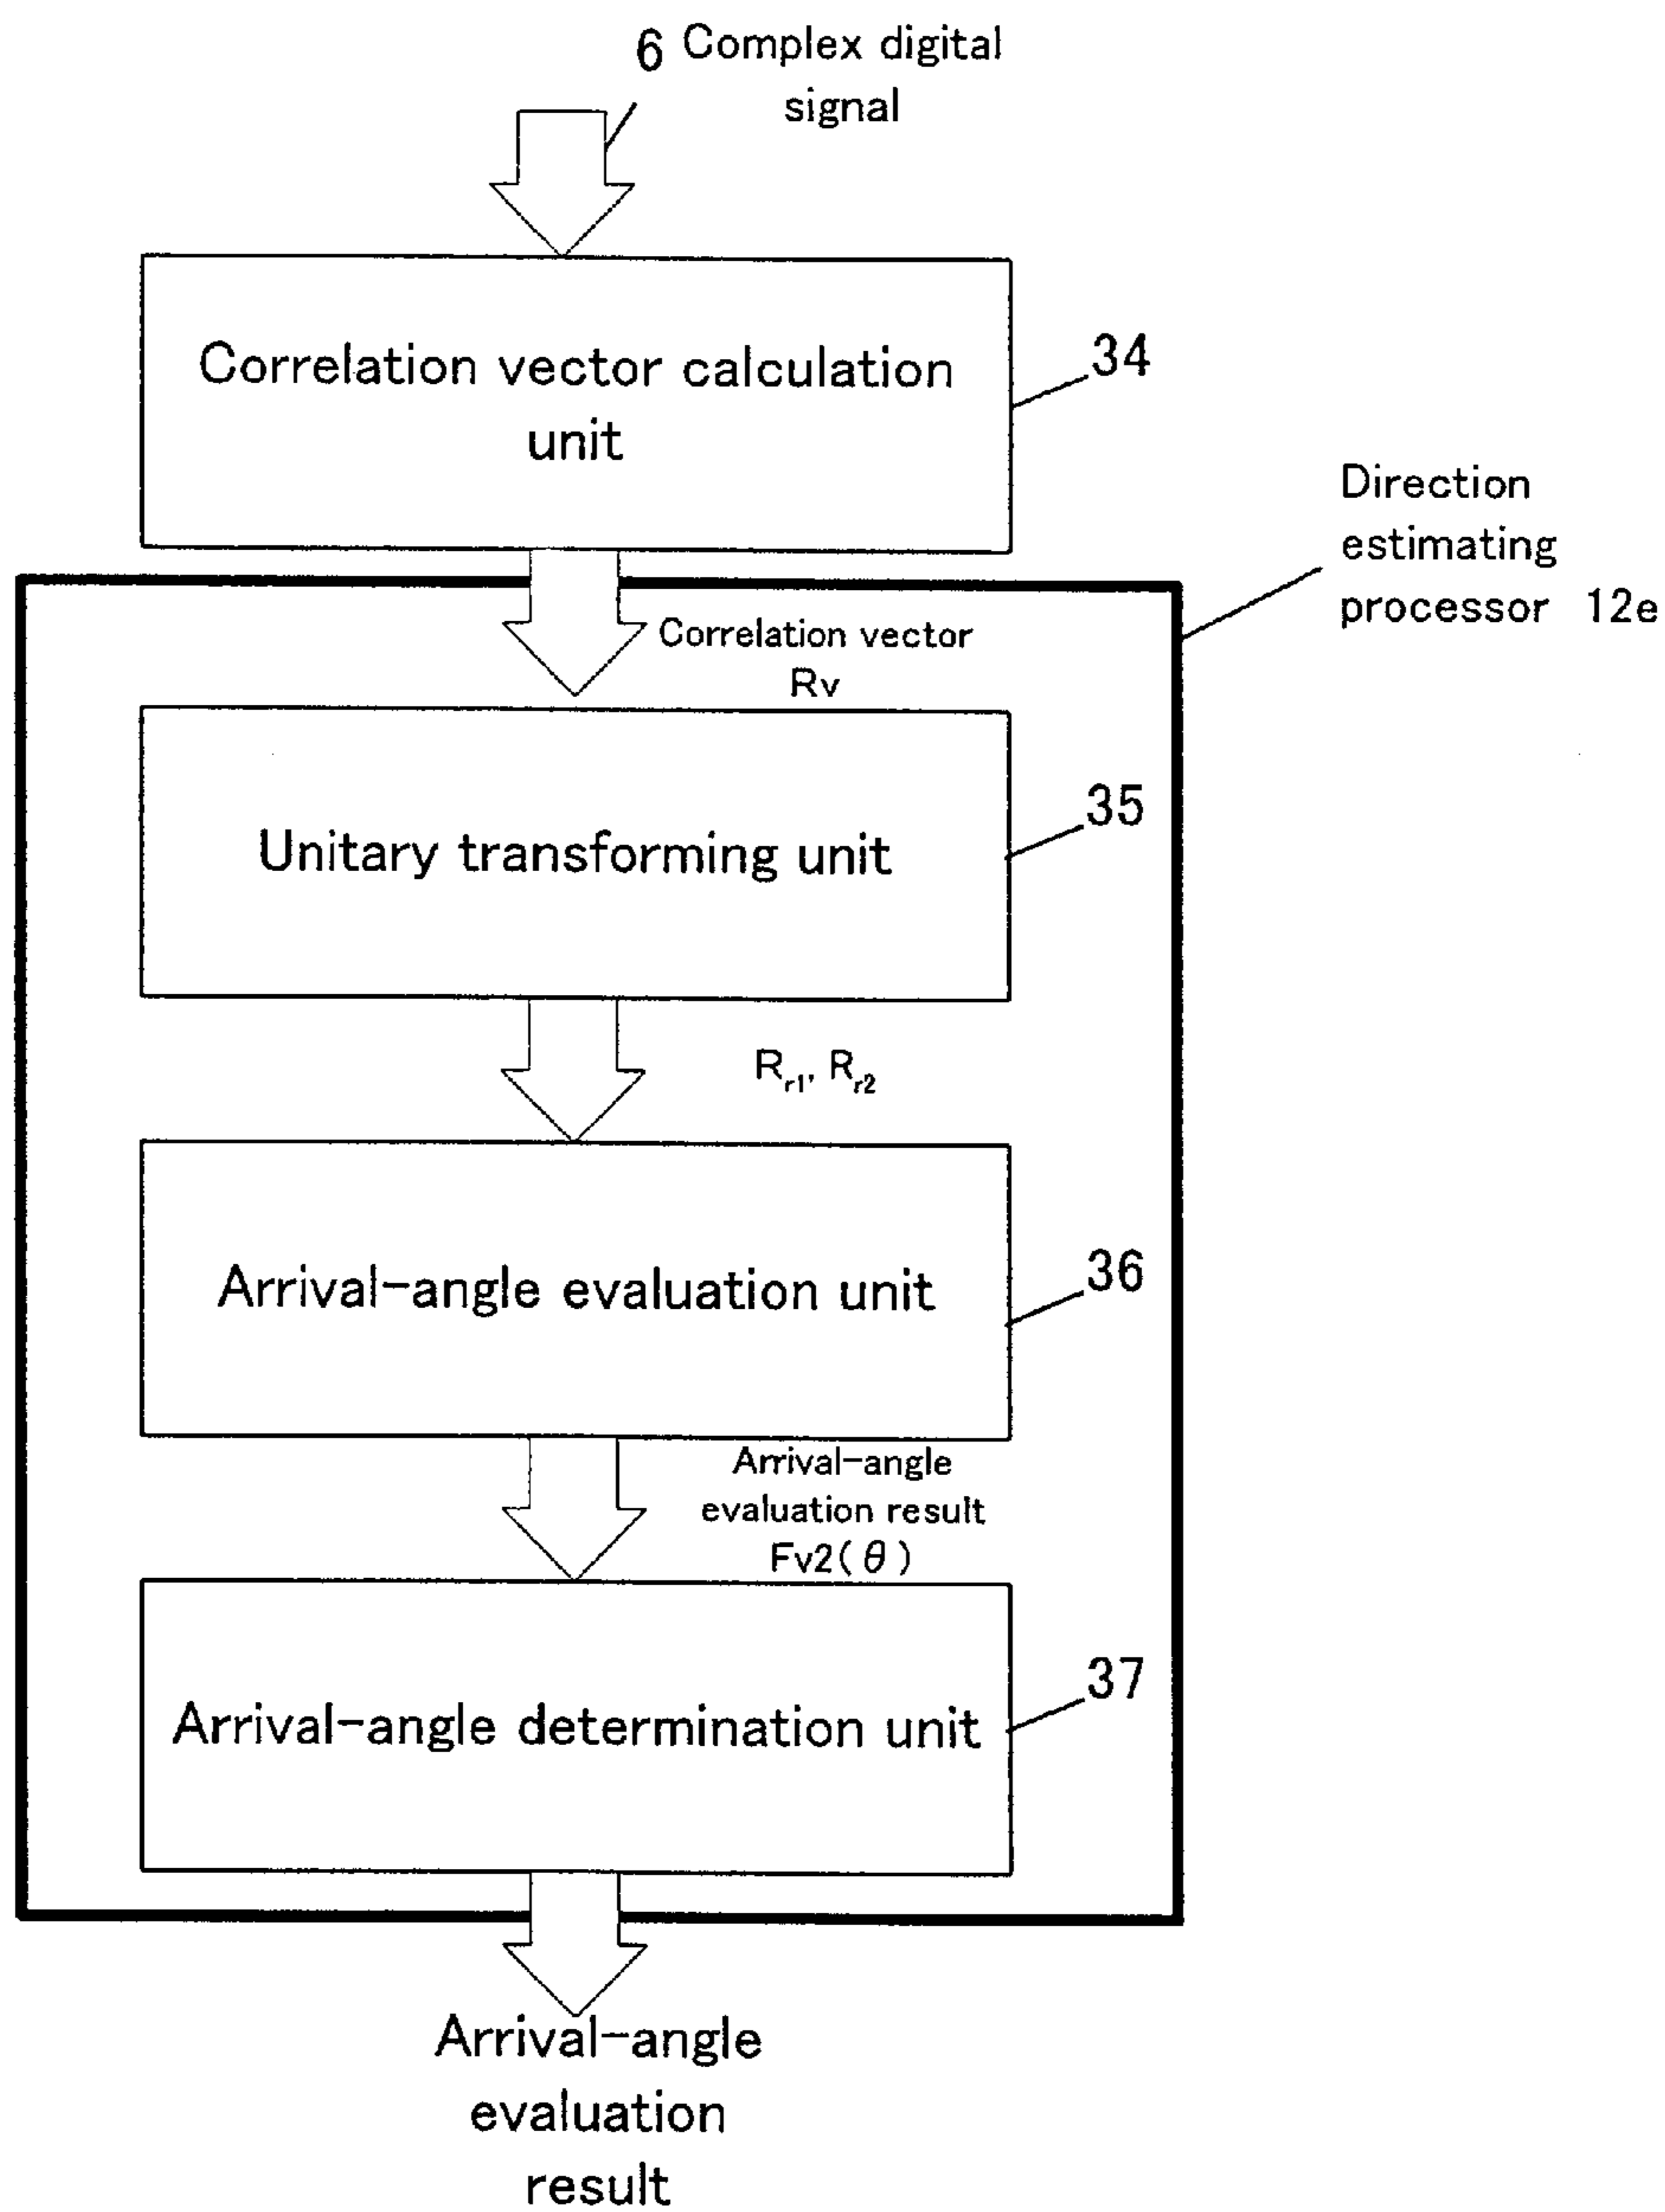 6 Complex digital
signal
Correlation vector calculation
unit
34
Direction
estimating
processor 12e
Correlation vector
Rv
Unitary transforming unit
35
Rr1, Rr2
Arrival-angle evaluation unit
36
Arrival-angle
evaluation result
Fv2(θ)
Arrival-angle determination unit
37
Arrival-angle
evaluation
result